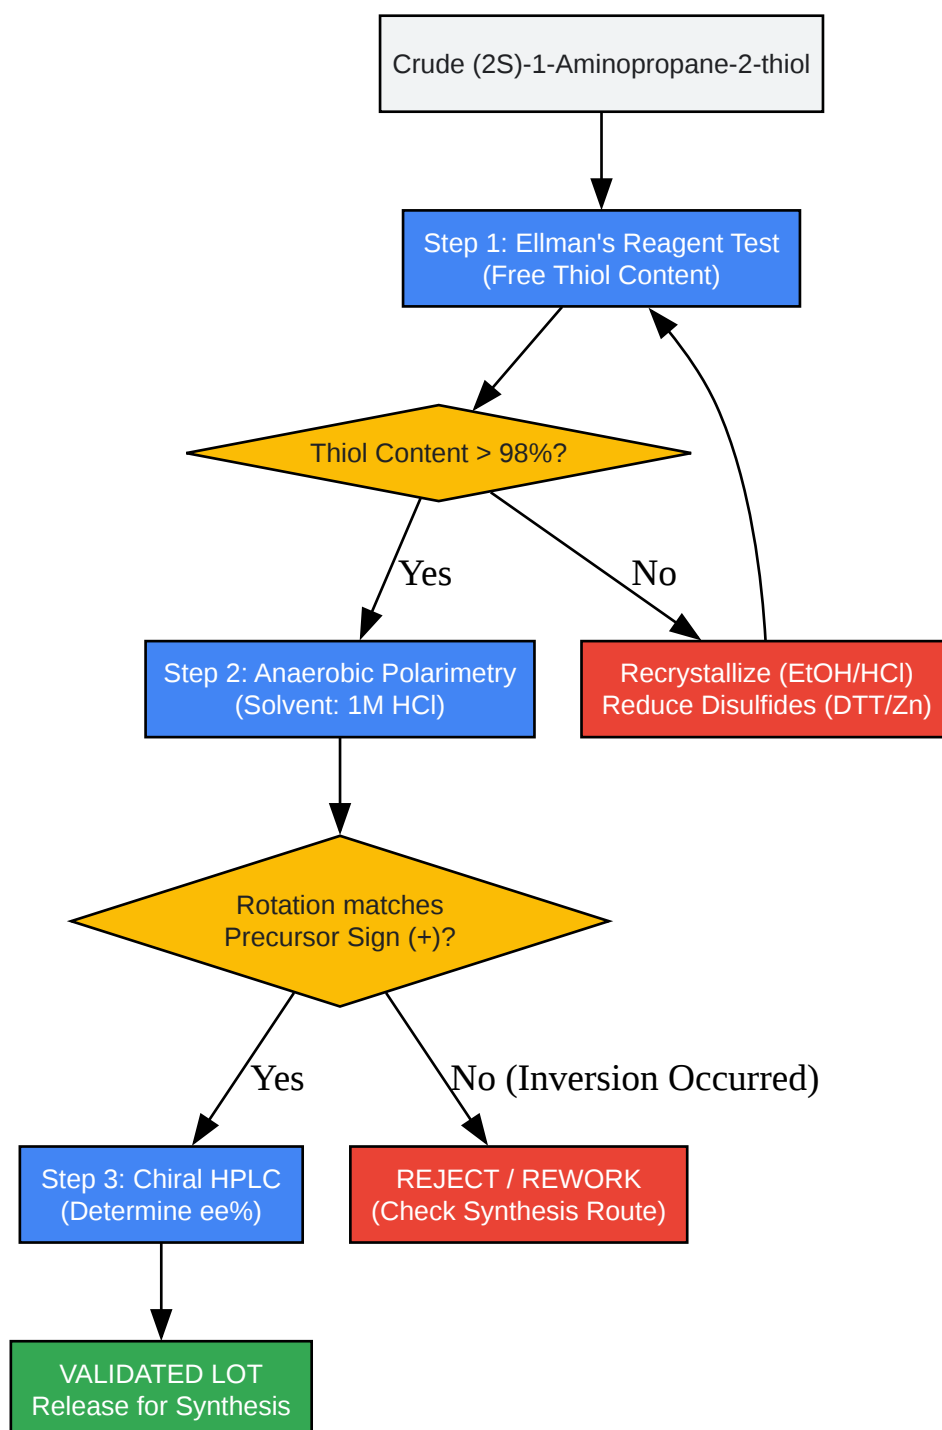 Crude (2S)-1-Aminopropane-2-thiol
Step 1: Ellman's Reagent Test
(Free Thiol Content)
Thiol Content > 98%?
Yes
No
Step 2: Anaerobic Polarimetry
(Solvent: 1M HCl)
Recrystallize (EtOH/HCl)
Reduce Disulfides (DTT/Zn)
Rotation matches
Precursor Sign (+)?
Yes
No (Inversion Occurred)
Step 3: Chiral HPLC
(Determine ee%)
REJECT / REWORK
(Check Synthesis Route)
VALIDATED LOT
Release for Synthesis